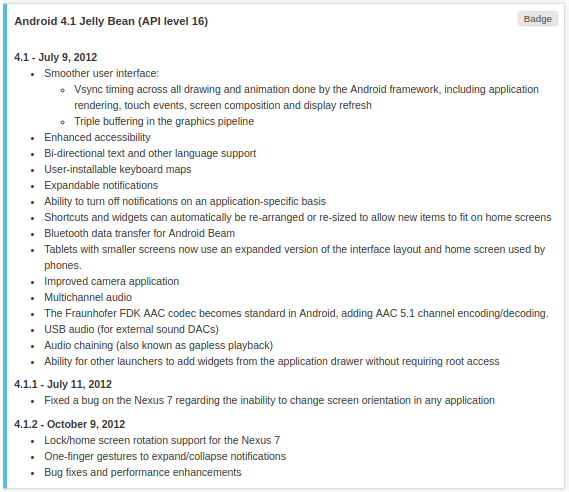 Android 4.1 Jelly Bean (API level 16)
Badge
4.1 - July 9, 2012
Smoother user interface:
Vsync timing across all drawing and animation done by the Android framework, including application
rendering, touch events, screen composition and display refresh
Triple buffering in the graphics pipeline
Enhanced accessibility
Bi-directional text and other language support
User-installable keyboard maps
Expandable notifications
Ability to turn off notifications on an application-specific basis
Shortcuts and widgets can automatically be re-arranged or re-sized to allow new items to fit on home screens
Bluetooth data transfer for Android Beam
Tablets with smaller screens now use an expanded version of the interface layout and home screen used by
phones.
Improved camera application
Multichannel audio
The Fraunhofer FDK AAC codec becomes standard in Android, adding AAC 5.1 channel encoding/decoding.
USB audio (for external sound DACs)
Audio chaining (also known as gapless playback)
Ability for other launchers to add widgets from the application drawer without requiring root access
4.1.1 - July 11, 2012
Fixed a bug on the Nexus 7 regarding the inability to change screen orientation in any application
4.1.2 - October 9, 2012
Lock/home screen rotation support for the Nexus 7
One-finger gestures to expand/collapse notifications
Bug fixes and performance enhancements